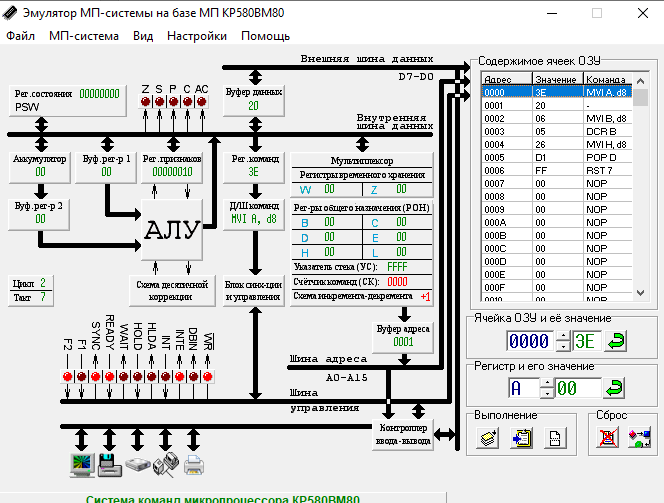 Эмулятор МП-системы на базе МП КР580ВМ80
Файл МП-система Вид Настройки Помощь
Внешняя шина данных
D7-D0
Z S P C AC
Рег.состояния 00000000
PSW
Буфер данных
20
Внутренняя
шина данных
Аккумулятор
00
Буф.рег-р 1
00
Рег.признаков
00000010
Рег.команд
3E
Мультиплексор
Регистры временного хранения
W 00 Z 00
Буф.рег-р 2
00
АЛУ
Д/Ш команд
MVI A, d8
Рег-ры общего назначения (РОН)
B 00 C 00
D 00 E 00
H 00 L 00
Указатель стека (УС): FFFF
Счётчик команд (СК): 0000
Схема инкремента-декремента +1
Цикл 2
Такт 7
Схема десятичной
коррекции
Блок синх-ции
и управления
Буфер адреса
0001
F2 F1 SYNC READY WAIT HOLD HLDA INT INTE DBIN WR
Шина адреса
A0-A15
Шина
управления
Контроллер
ввода-вывода
Содержимое ячеек ОЗУ
Адрес Значение Команда
0000 3E MVI A, d8
0001 20 -
0002 06 MVI B, d8
0003 05 DCR B
0004 26 MVI H, d8
0005 D1 POP D
0006 FF RST 7
0007 00 NOP
0008 00 NOP
0009 00 NOP
000A 00 NOP
000B 00 NOP
000C 00 NOP
000D 00 NOP
000E 00 NOP
000F 00 NOP
0010 00 NOP
Ячейка ОЗУ и её значение
0000 3E
Регистр и его значение
A 00
Выполнение
Сброс
Система команд микропроцессора КР580ВМ80